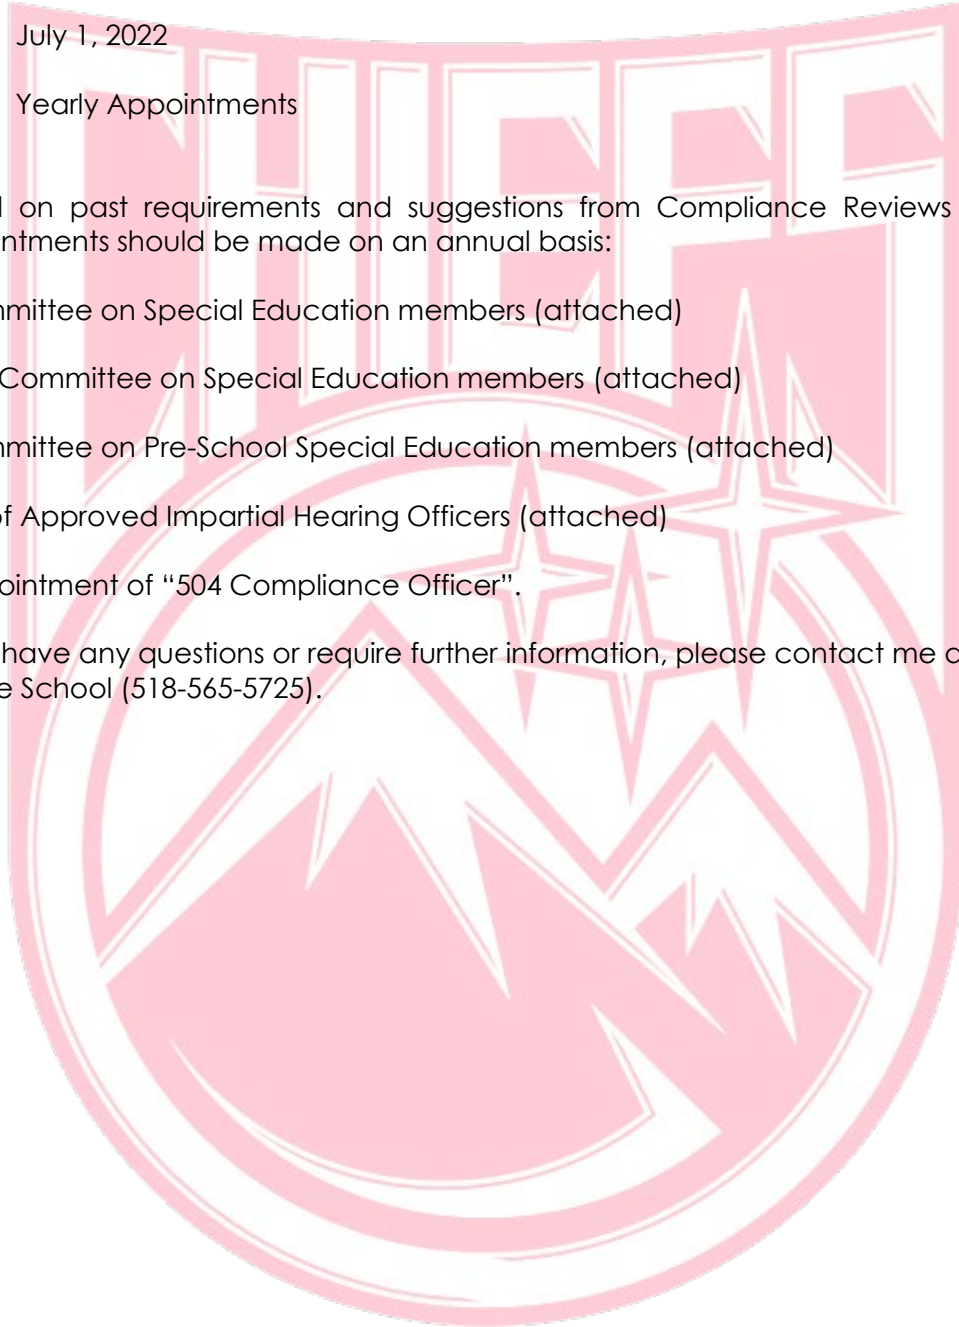 CHIEFS
July 1, 2022
Yearly Appointments
on past requirements and suggestions from Compliance Reviews
ntments should be made on an annual basis:
mittee on Special Education members (attached)
Committee on Special Education members (attached)
mittee on Pre-School Special Education members (attached)
of Approved Impartial Hearing Officers (attached)
ointment of “504 Compliance Officer”.
have any questions or require further information, please contact me
e School (518-565-5725).